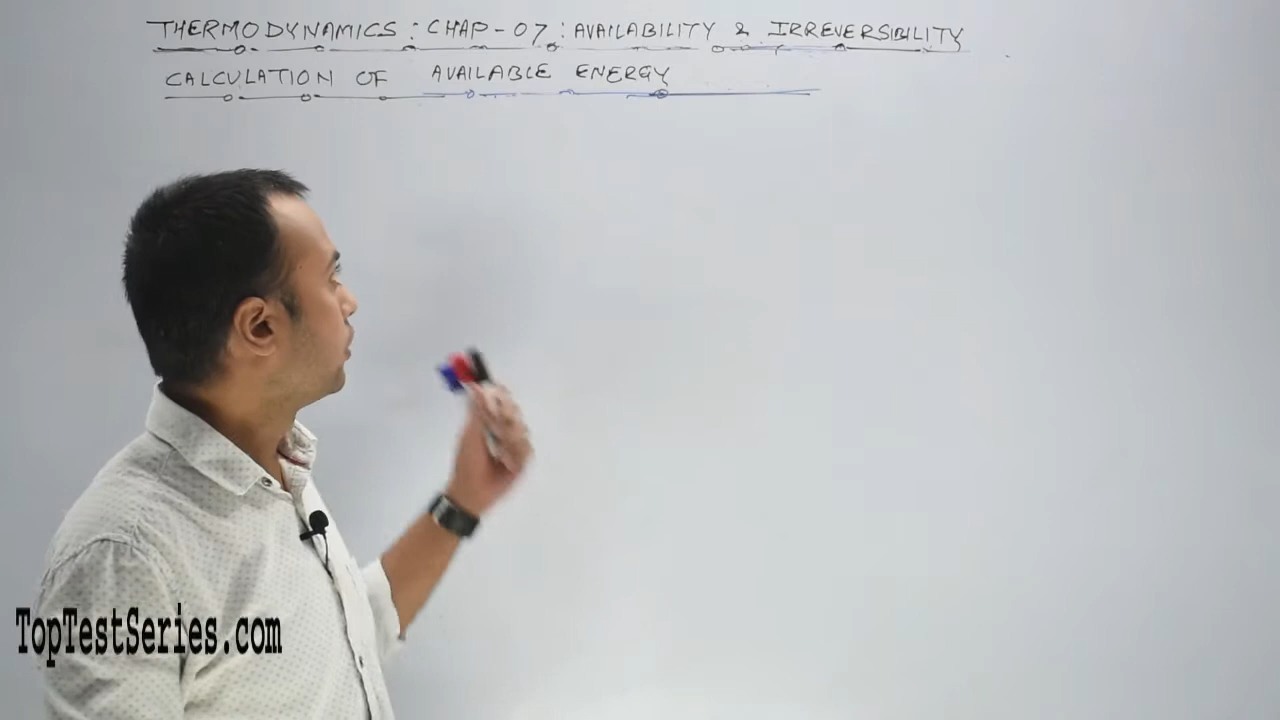 THERMODYNAMICS : CHAP-07 : AVAILABILITY & IRREVERSIBILITY
CALCULATION OF AVAILABLE ENERGY
TopTestSeries.com